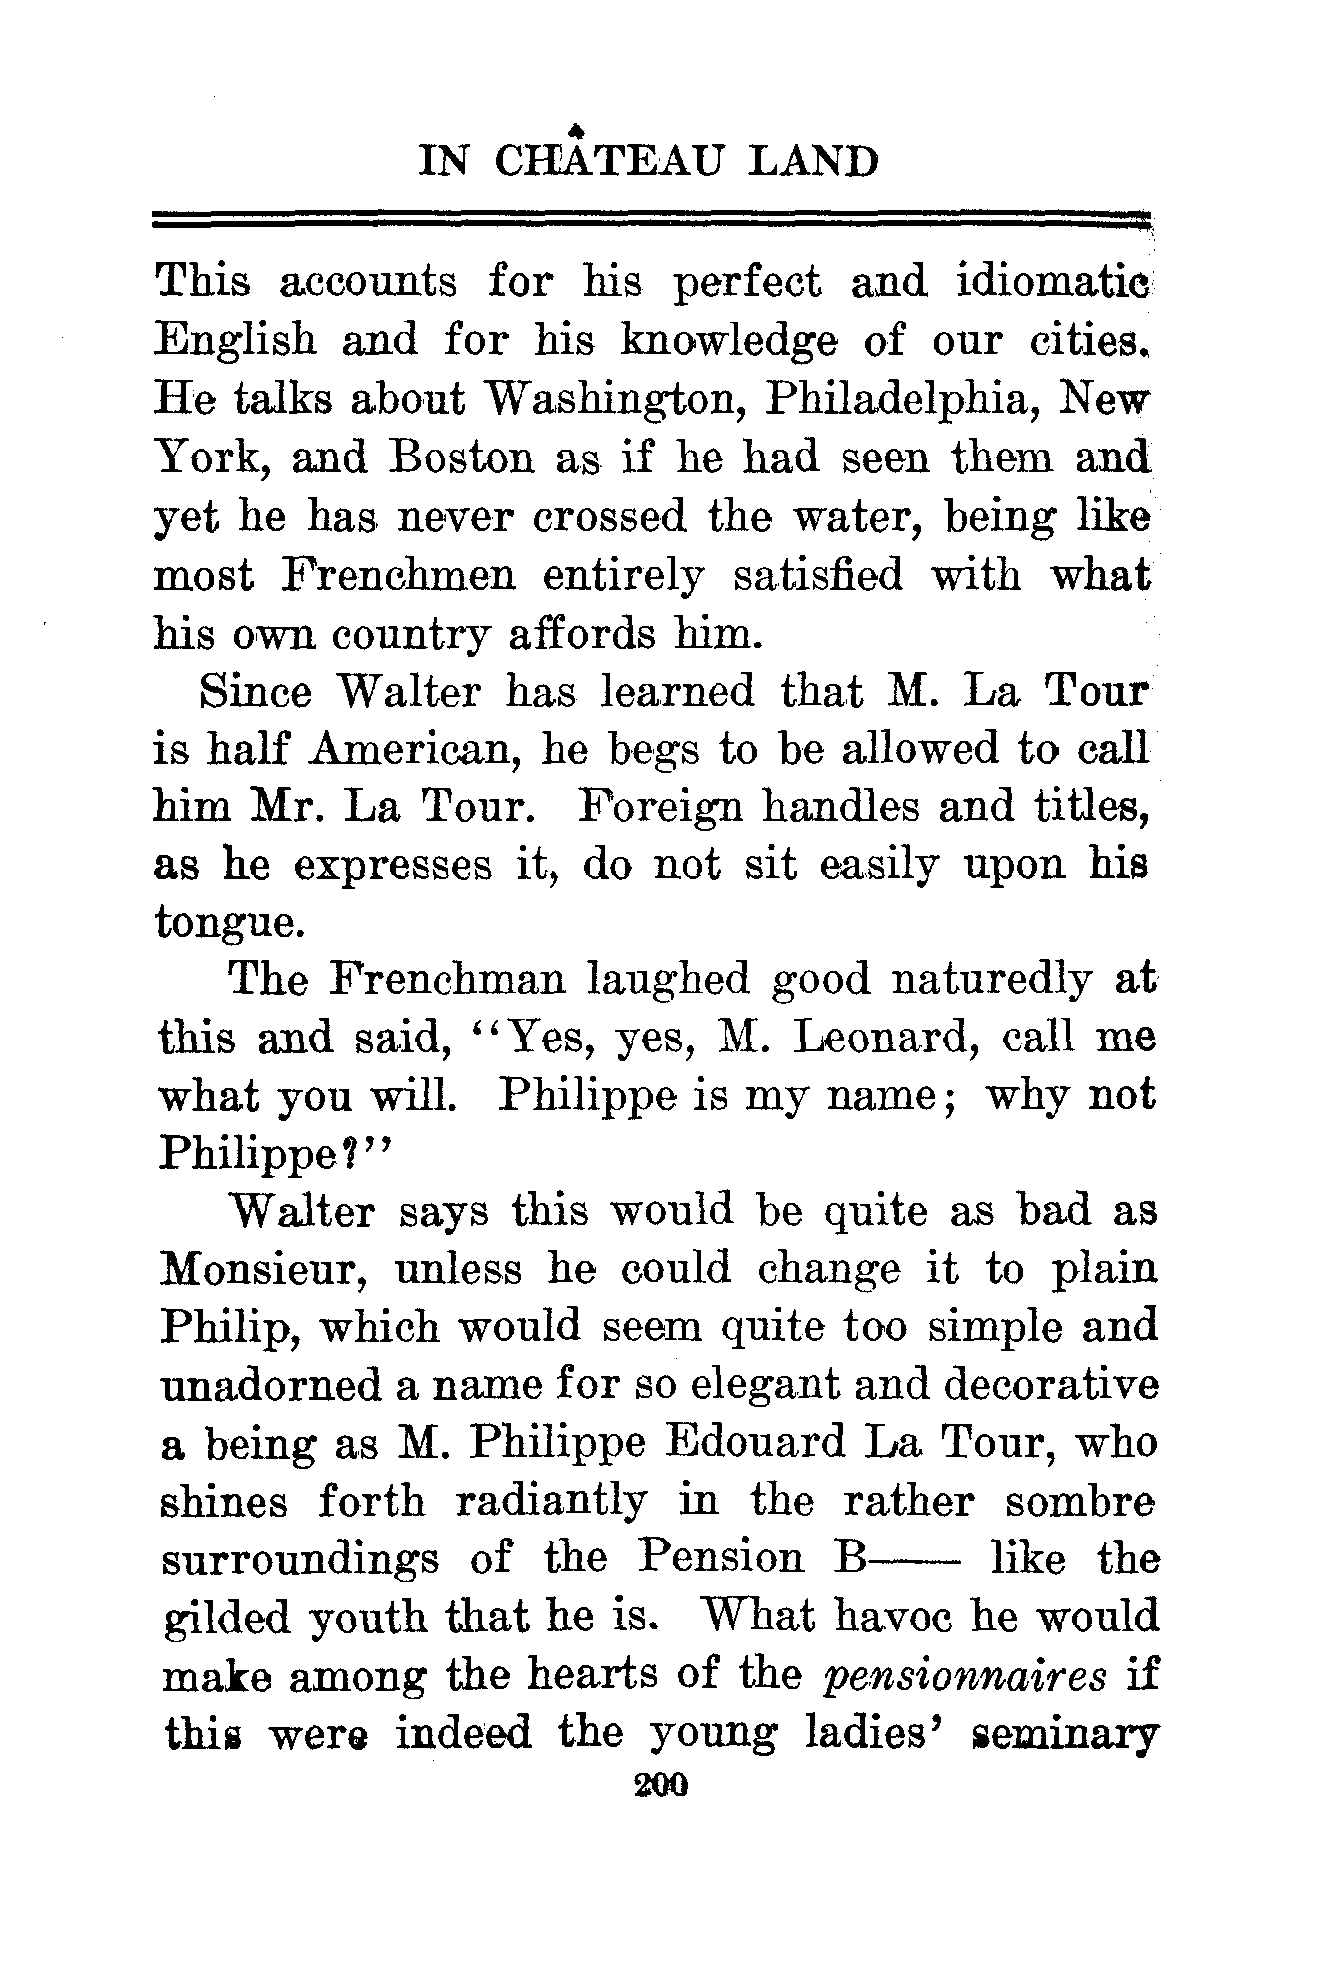 IN CHÂTEAU LAND
This accounts for his perfect and idiomatic
English and for his knowledge of our cities.
He talks about Washington, Philadelphia, New
York, and Boston as if he had seen them and
yet he has never crossed the water, being like
most Frenchmen entirely satisfied with what
his own country affords him.
Since Walter has learned that M. La Tour
is half American, he begs to be allowed to call
him Mr. La Tour. Foreign handles and titles,
as he expresses it, do not sit easily upon his
tongue.
The Frenchman laughed good naturedly at
this and said, “Yes, yes, M. Leonard, call me
what you will. Philippe is my name; why not
Philippe?”
Walter says this would be quite as bad as
Monsieur, unless he could change it to plain
Philip, which would seem quite too simple and
unadorned a name for so elegant and decorative
a being as M. Philippe Edouard La Tour, who
shines forth radiantly in the rather sombre
surroundings of the Pension B—— like the
gilded youth that he is. What havoc he would
make among the hearts of the pensionnaires if
this were indeed the young ladies’ seminary
200